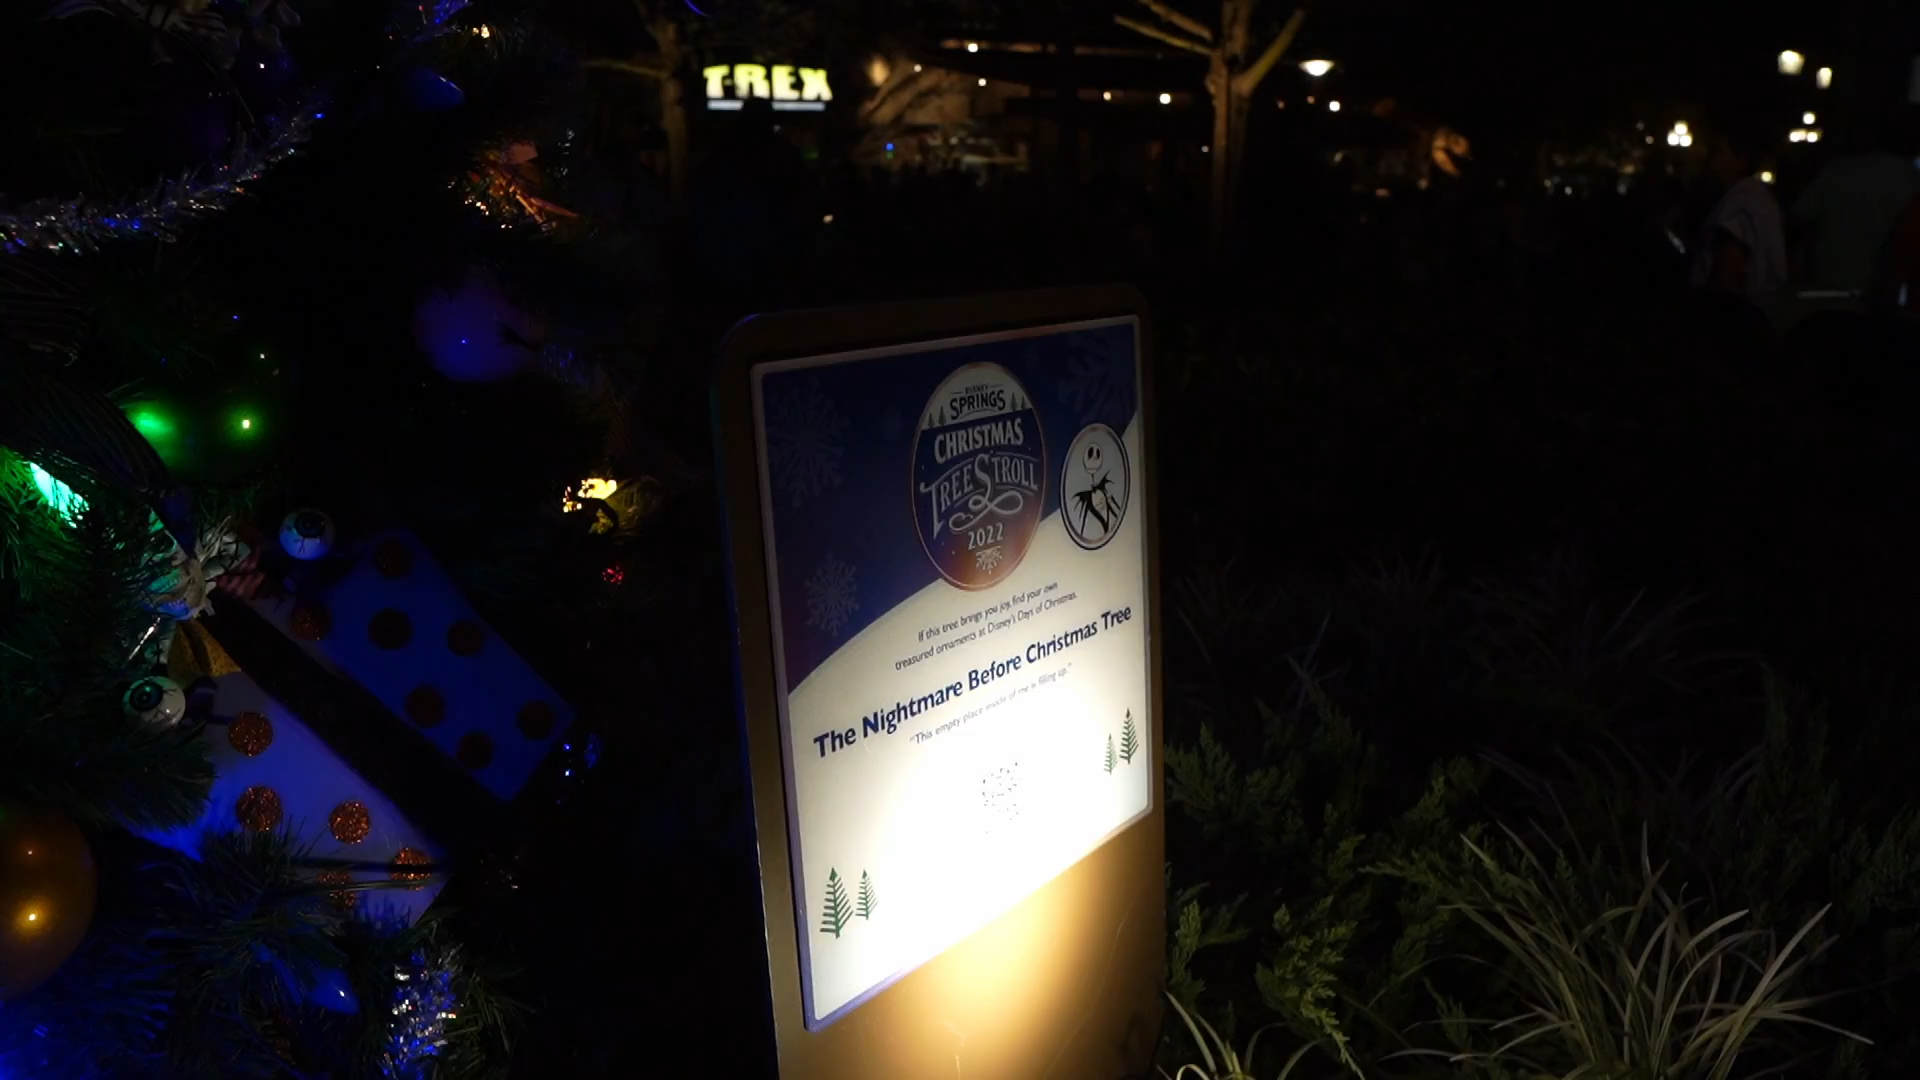 T-REX
DISNEY
SPRINGS
CHRISTMAS
TREE STROLL
2022
If this tree brings you joy, find your own
treasured ornaments at Disney's Days of Christmas.
The Nightmare Before Christmas Tree
"This empty place inside of me is filling up."